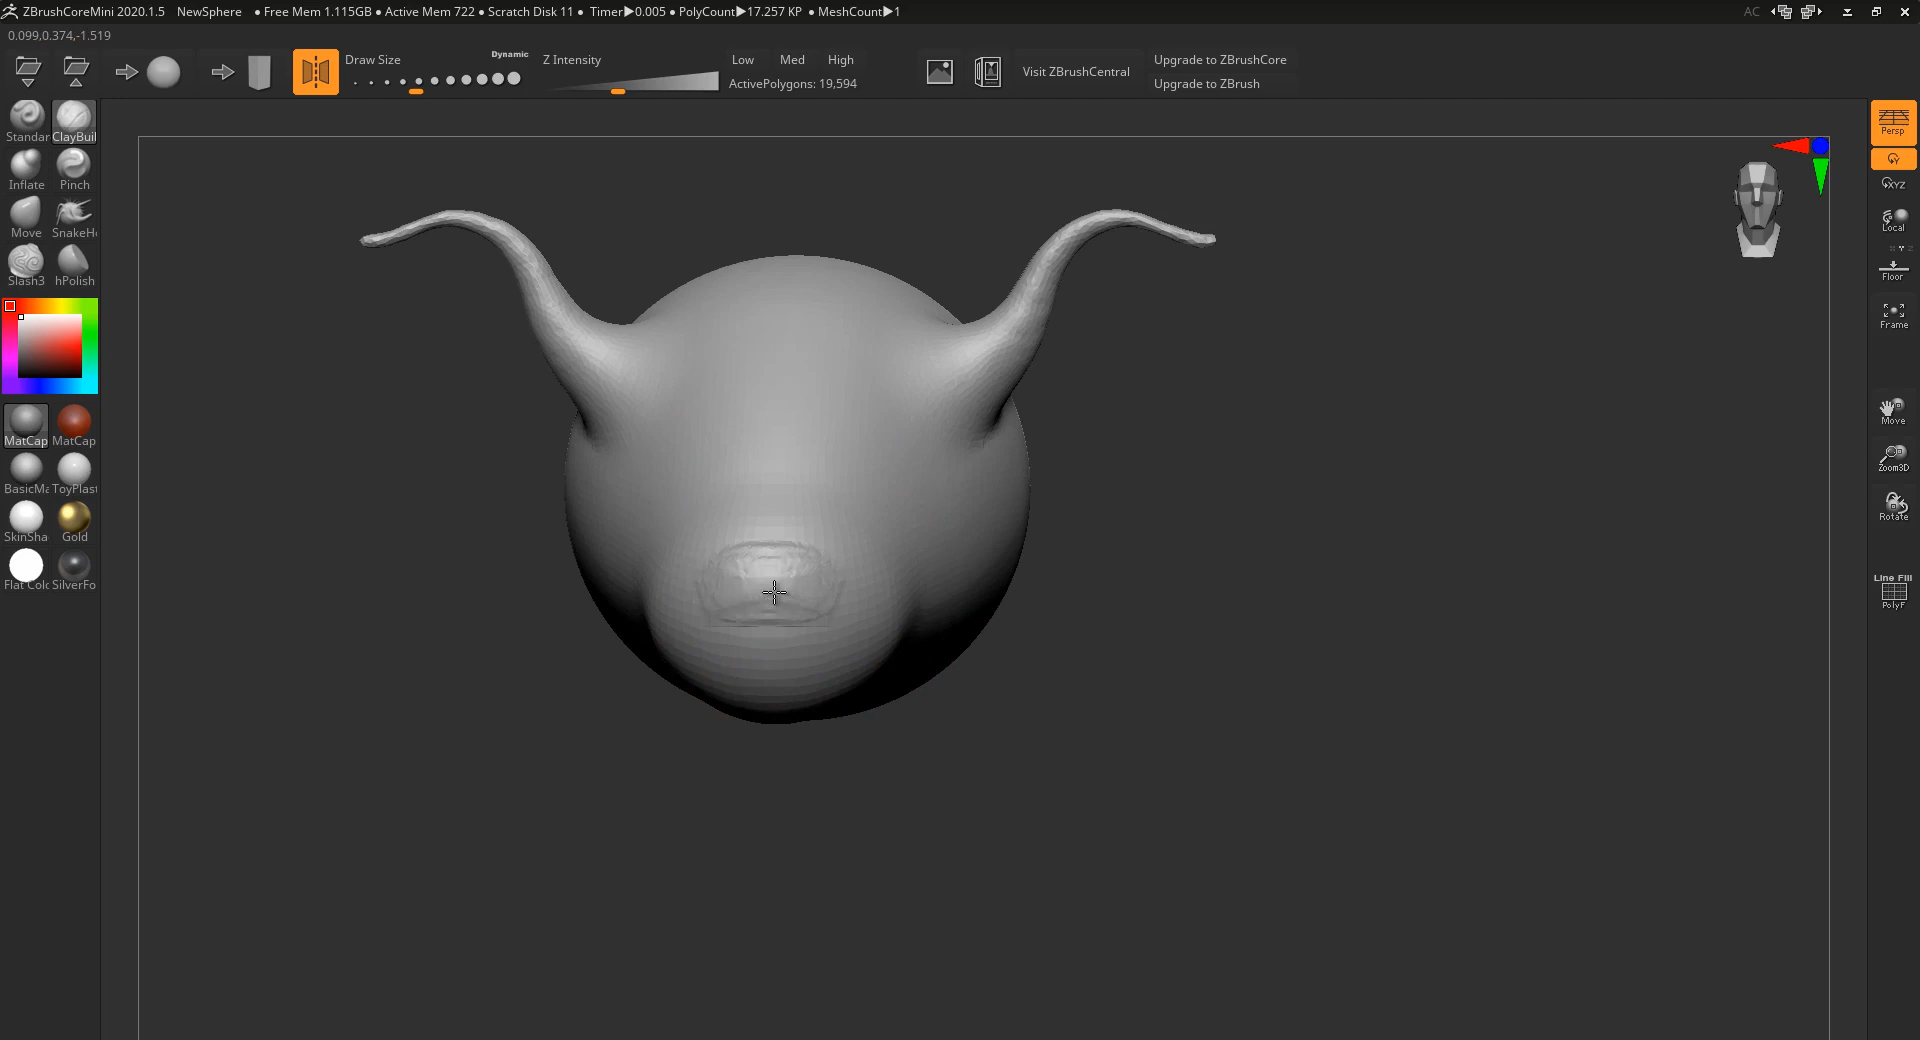 ZBrushCoreMini 2020.1.5 NewSphere • Free Mem 1.115GB • Active Mem 722 • Scratch Disk 11 • Timer▶0.005 • PolyCount▶17.257 KP • MeshCount▶1 AC
0.099,0.374,-1.519
Draw Size Dynamic Z Intensity Low Med High Upgrade to ZBrushCore
ActivePolygons: 19,594 Visit ZBrushCentral Upgrade to ZBrush
Standar ClayBuil
Inflate Pinch
Move SnakeH
Slash3 hPolish
MatCap MatCap
BasicMa ToyPlast
SkinSha Gold
Flat Colo SilverFo
Persp
Y
XYZ
Local
Floor
Frame
Move
Zoom3D
Rotate
Line Fill
PolyF